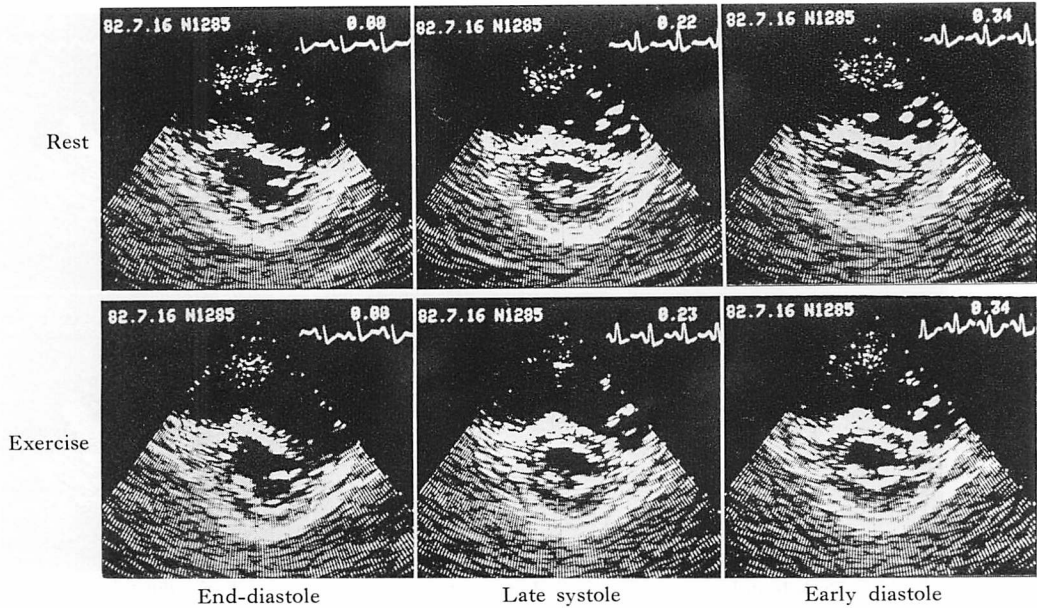 82.7.16 N1285 0.00
82.7.16 N1285 0.22
82.7.16 N1285 0.34
Rest
82.7.16 N1285 0.00
82.7.16 N1285 0.23
82.7.16 N1285 0.34
Exercise
End-diastole
Late systole
Early diastole